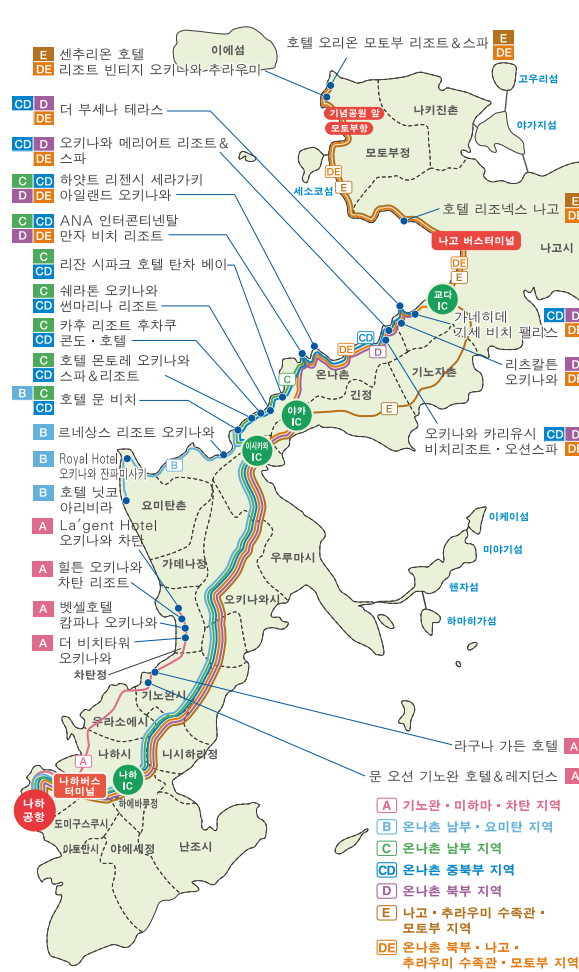 이에섬
호텔 오리온 모토부 리조트&스파
E
DE
E
센추리온 호텔
DE
리조트 빈티지 오키나와 추라우미
고우리섬
기념공원 앞
모토부항
나키진촌
야가지섬
CD D
DE
더 부세나 테라스
모토부정
CD D
DE
오키나와 메리어트 리조트&
스파
DE
E
세소코섬
C CD
D DE
하얏트 리젠시 세라가키
아일랜드 오키나와
호텔 리조넥스 나고
E
DE
C CD
D DE
ANA 인터콘티넨탈
만자 비치 리조트
나고 버스터미널
나고시
C
CD
리잔 시파크 호텔 탄차 베이
DE
E
C
CD
쉐라톤 오키나와
썬마리나 리조트
교다
IC
가네히데
기세 비치 팰리스
CD D
DE
C
CD
카후 리조트 후차쿠
콘도・호텔
CD
DE
D
C
CD
호텔 몬토레 오키나와
스파&리조트
온나촌
기노자촌
리츠칼튼
오키나와
D
DE
C
긴정
B C
CD
호텔 문 비치
야카
IC
E
B
르네상스 리조트 오키나와
오키나와 카리유시
비치리조트・오션스파
CD D
DE
이시카와
IC
B
Royal Hotel
오키나와 잔파미사키
B
B
호텔 닛코
아리비라
요미탄촌
이케이섬
A
La'gent Hotel
오키나와 차탄
미야기섬
가데나정
우루마시
A
힐튼 오키나와
차탄 리조트
헨자섬
오키나와시
A
벳셀호텔
캄파나 오키나와
하마히가섬
A
더 비치타워
오키나와
차탄정
기노완시
우라소에시
라구나 가든 호텔
A
나하시
니시하라정
A
문 오션 기노완 호텔&레지던스
A
나하버스
터미널
나하
IC
나하
공항
하에바루정
도미구스쿠시
이토만시
야에세정
난조시
A 기노완・미하마・차탄 지역
B 온나촌 남부・요미탄 지역
C 온나촌 남부 지역
CD 온나촌 중북부 지역
D 온나촌 북부 지역
E 나고・추라우미 수족관・
모토부 지역
DE 온나촌 북부・나고・
추라우미 수족관・모토부 지역